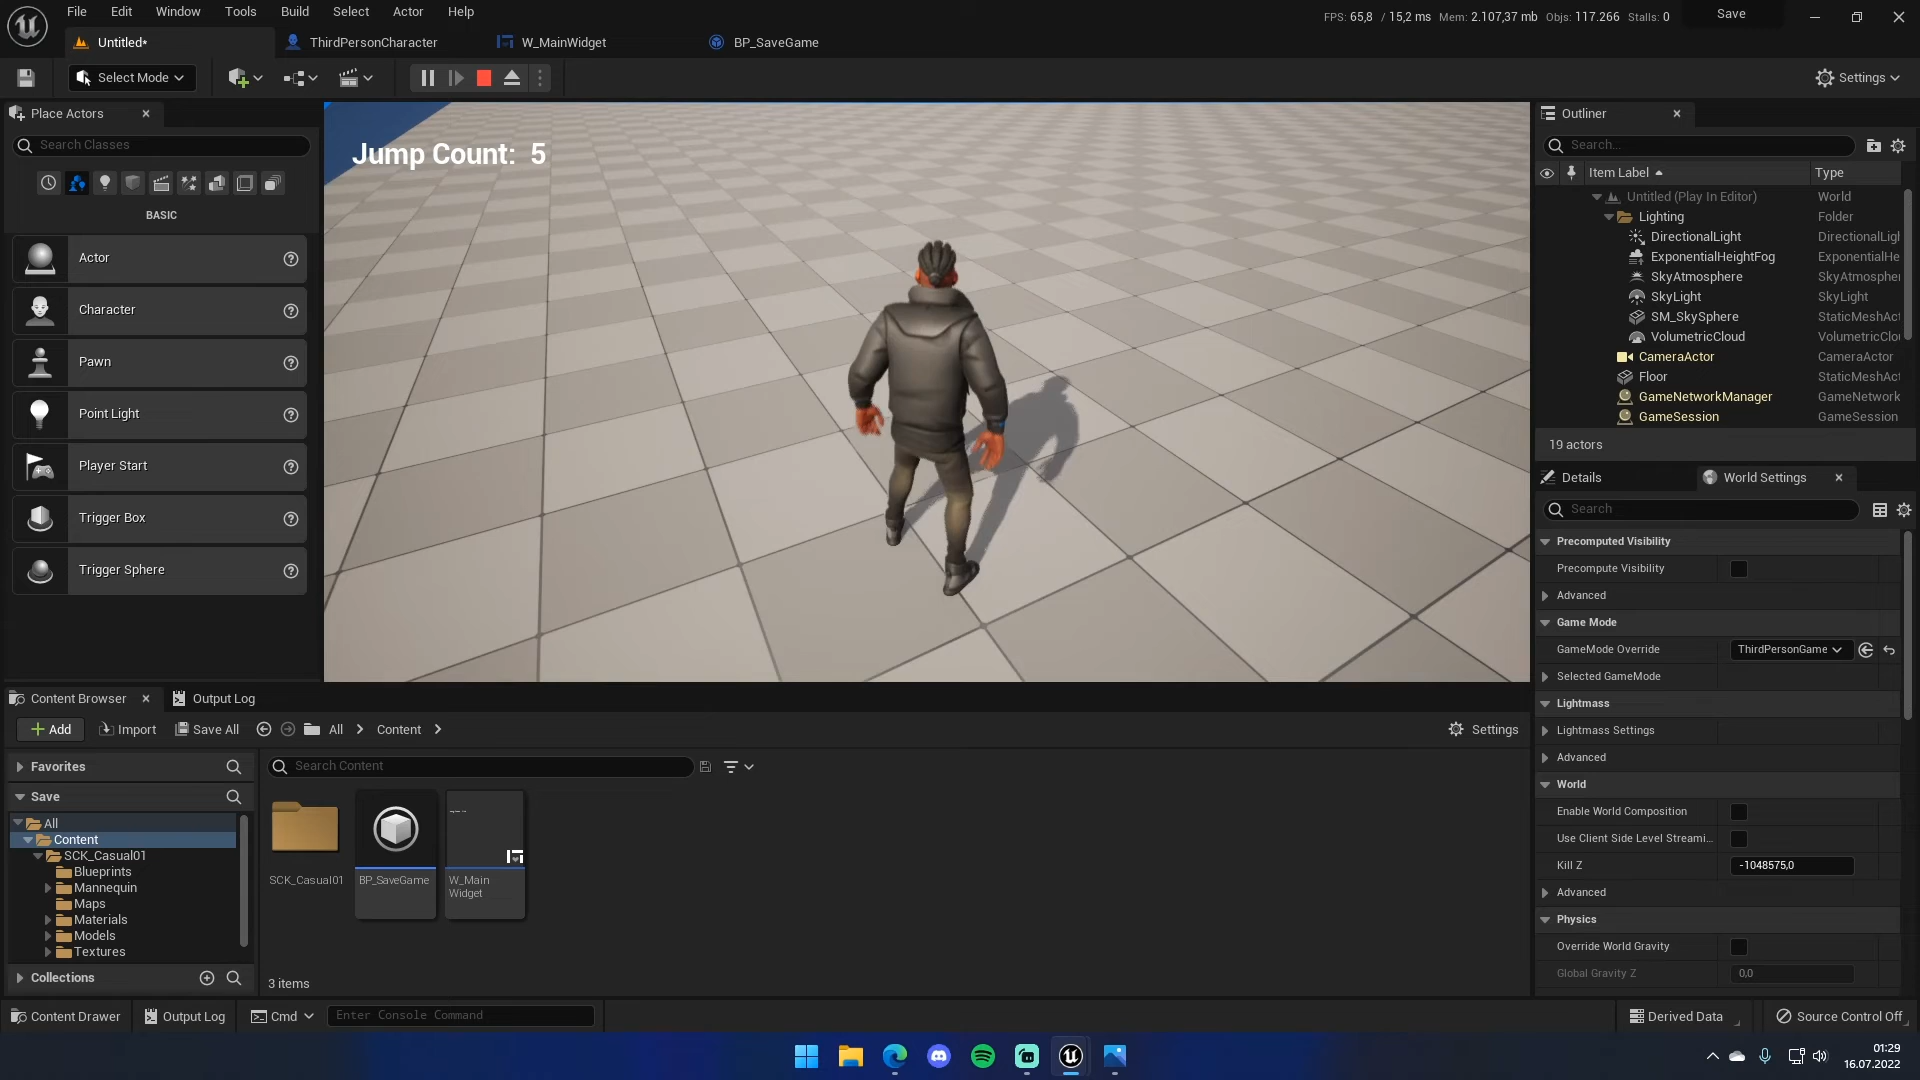 File Edit Window Tools Build Select Actor Help
FPS: 65,8 / 15,2 ms Mem: 2.107,37 mb Objs: 117.266 Stalls: 0
Save
Untitled*
ThirdPersonCharacter
W_MainWidget
BP_SaveGame
Select Mode
Settings
Place Actors
Search Classes
BASIC
Actor
Character
Pawn
Point Light
Player Start
Trigger Box
Trigger Sphere
Jump Count: 5
Outliner
Search...
Item Label
Type
Untitled (Play In Editor) World
Lighting Folder
DirectionalLight DirectionalLigl
ExponentialHeightFog ExponentialHe
SkyAtmosphere SkyAtmosphe
SkyLight SkyLight
SM_SkySphere StaticMeshAct
VolumetricCloud VolumetricClo
CameraActor CameraActor
Floor StaticMeshAct
GameNetworkManager GameNetwork
GameSession GameSession
19 actors
Details
World Settings
Search
Precomputed Visibility
Precompute Visibility
Advanced
Game Mode
GameMode Override ThirdPersonGame
Selected GameMode
Lightmass
Lightmass Settings
Advanced
World
Enable World Composition
Use Client Side Level Streami...
Kill Z -1048575,0
Advanced
Physics
Override World Gravity
Global Gravity Z 0,0
Content Browser
Output Log
Add Import Save All All Content
Settings
Favorites
Save
All
Content
SCK_Casual01
Blueprints
Mannequin
Maps
Materials
Models
Textures
Collections
Search Content
SCK_Casual01
BP_SaveGame
W_Main
Widget
3 items
Content Drawer Output Log Cmd Enter Console Command
Derived Data Source Control Off
01:29
16.07.2022